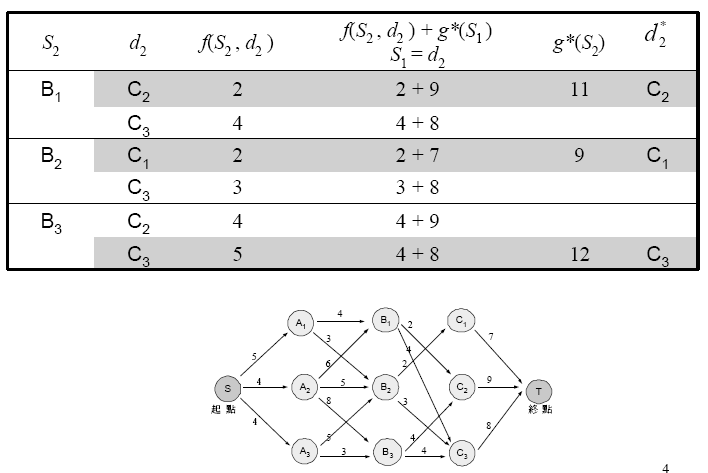 S₂ d₂ f(S₂, d₂) f(S₂, d₂) + g*(S₁) g*(S₂) d₂*
S₁ = d₂
B₁ C₂ 2 2 + 9 11 C₂
C₃ 4 4 + 8
B₂ C₁ 2 2 + 7 9 C₁
C₃ 3 3 + 8
B₃ C₂ 4 4 + 9
C₃ 5 4 + 8 12 C₃
A₁ 4 B₁ 2 C₁
3 4 7
5 6 2
S 4 A₂ 5 B₂ C₂ 9 T
起點 終點
4 8 3 8
5 4
A₃ 3 B₃ 4 C₃
4